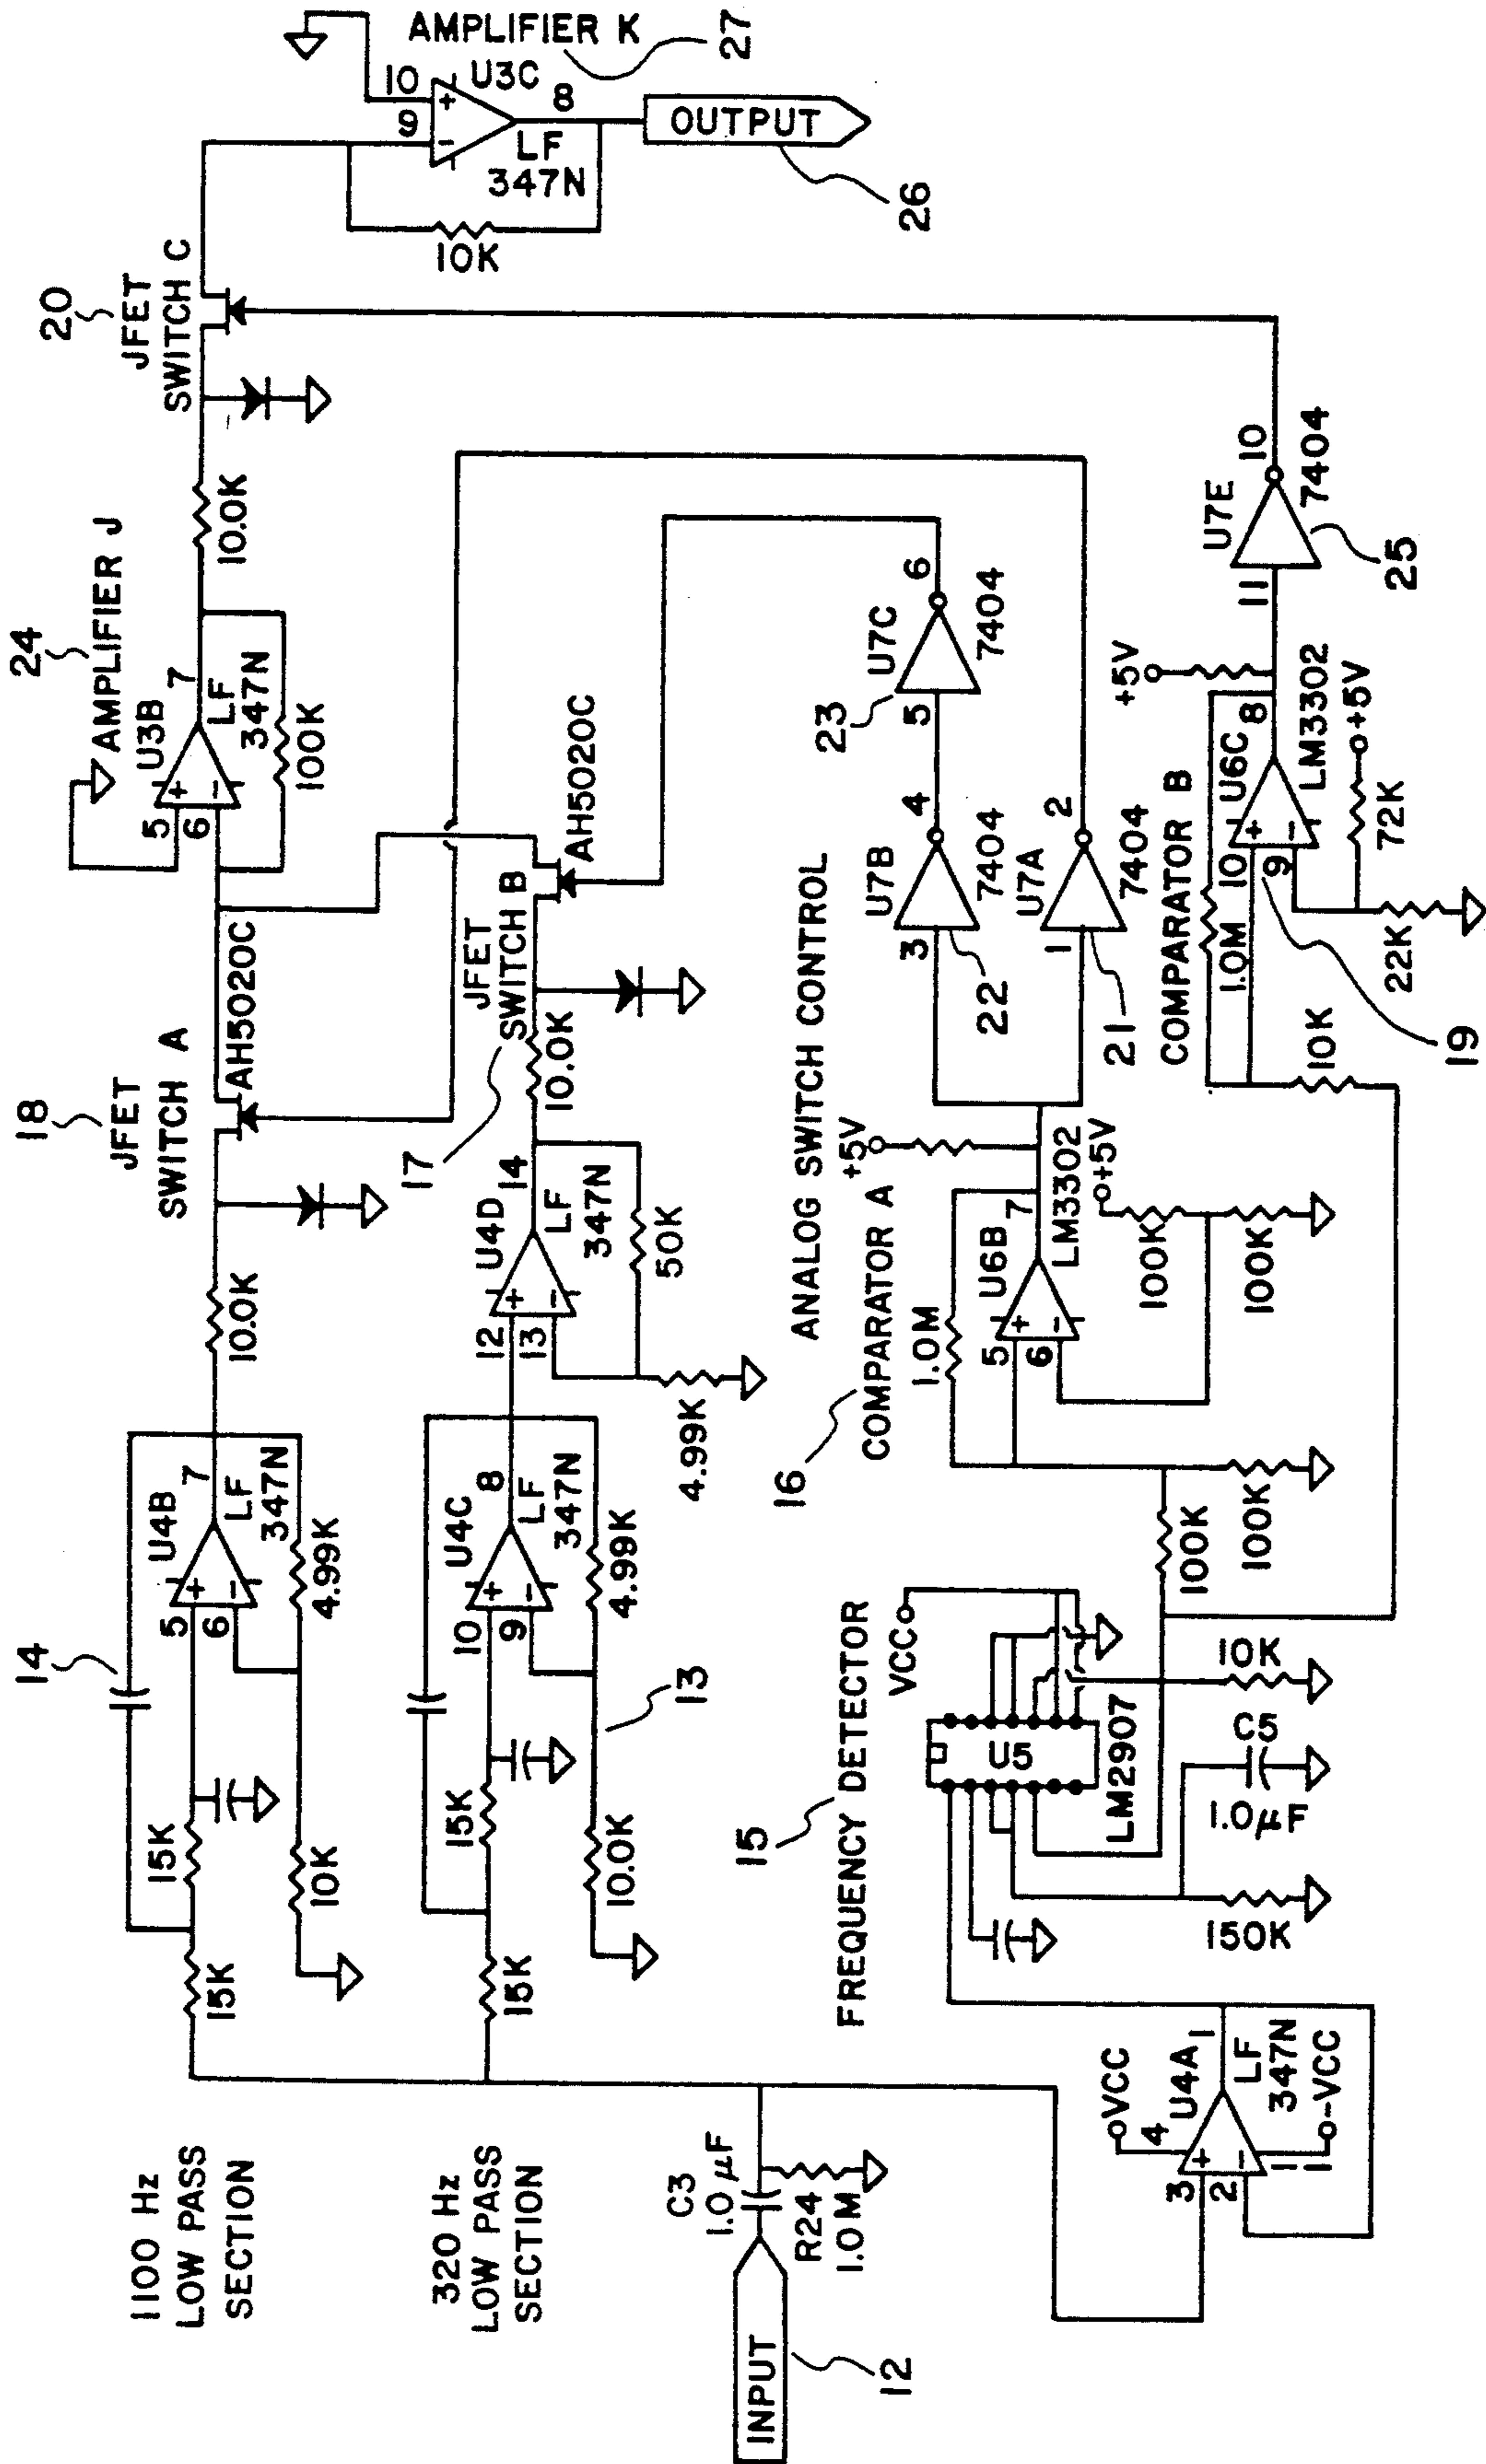 1100 Hz
LOW PASS
SECTION
15K
15K
14
10K
5
6
U4B
7
LF
347N
4.99K
10.0K
18
JFET
SWITCH A
AH5020C
24
AMPLIFIER J
5
6
U3B
7
LF
347N
100K
10.0K
20
JFET
SWITCH C
10
9
U3C
8
LF
347N
10K
AMPLIFIER K
27
OUTPUT
26
320 Hz
LOW PASS
SECTION
15K
15K
10.0K
13
10
9
U4C
8
LF
347N
4.99K
12
13
U4D
14
LF
347N
50K
4.99K
17
10.0K
JFET
SWITCH B
AH5020C
INPUT
12
C3
1.0 µF
R24
1.0M
15
FREQUENCY DETECTOR
VCC
U5
LM2907
150K
1.0µF
C5
10K
100K
100K
VCC
4
3
2
U4A
1
LF
347N
11
-VCC
ANALOG SWITCH CONTROL
16
COMPARATOR A
1.0M
5
6
U6B
7
LM3302
+5V
+5V
100K
100K
3
U7B
4
7404
22
5
U7C
6
7404
23
1
U7A
2
7404
21
COMPARATOR B
1.0M
10K
10
9
U6C
8
LM3302
19
+5V
+5V
72K
22K
11
U7E
10
7404
25